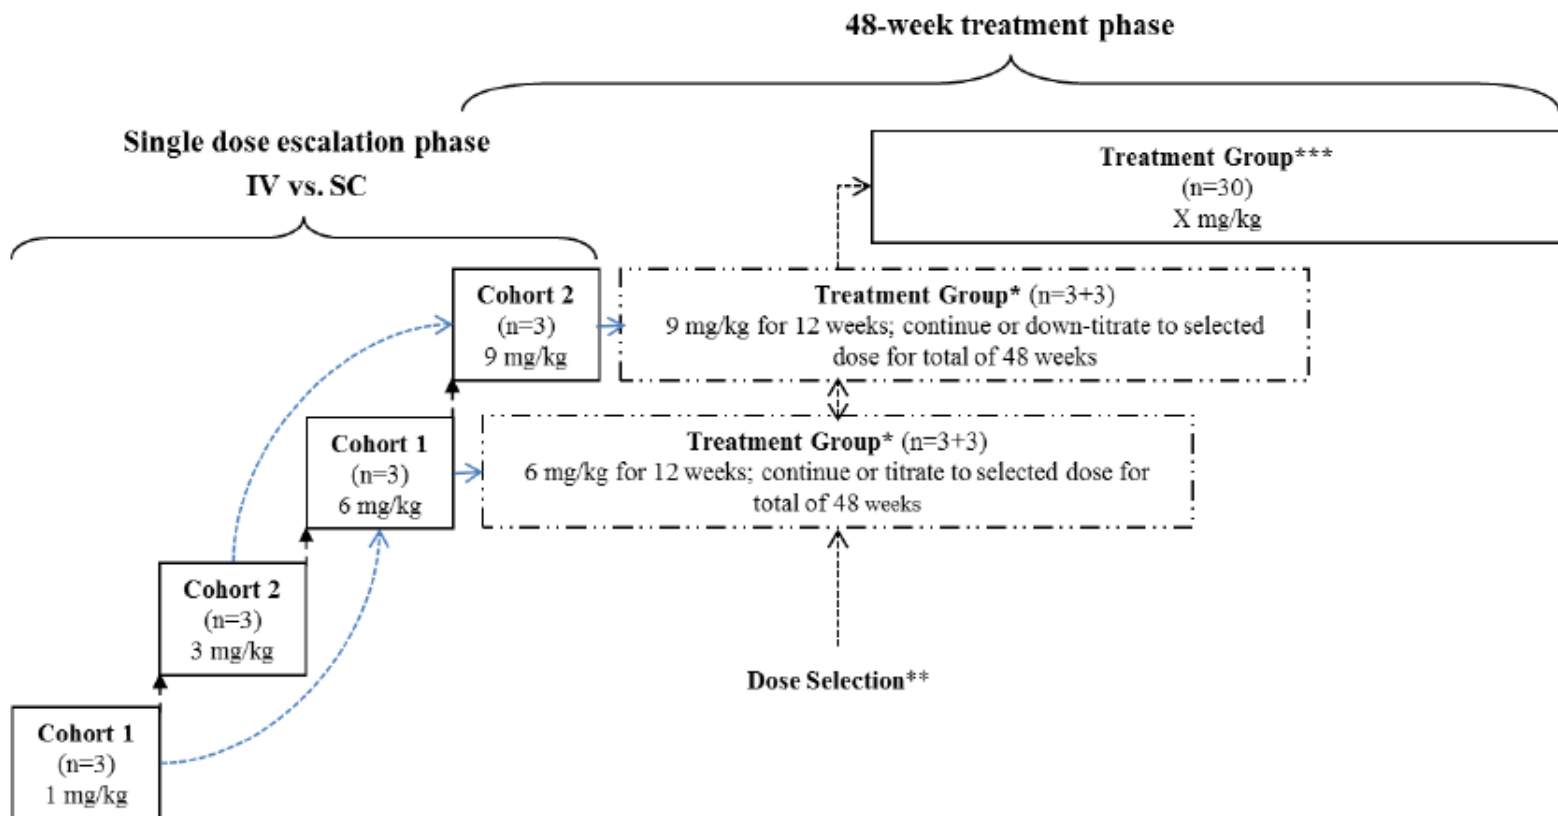 48-week treatment phase
Single dose escalation phase
IV vs. SC
Treatment Group***
(n=30)
X mg/kg
Cohort 2
(n=3)
9 mg/kg
Treatment Group* (n=3+3)
9 mg/kg for 12 weeks; continue or down-titrate to selected
dose for total of 48 weeks
Cohort 1
(n=3)
6 mg/kg
Treatment Group* (n=3+3)
6 mg/kg for 12 weeks; continue or titrate to selected dose for
total of 48 weeks
Cohort 2
(n=3)
3 mg/kg
Dose Selection**
Cohort 1
(n=3)
1 mg/kg